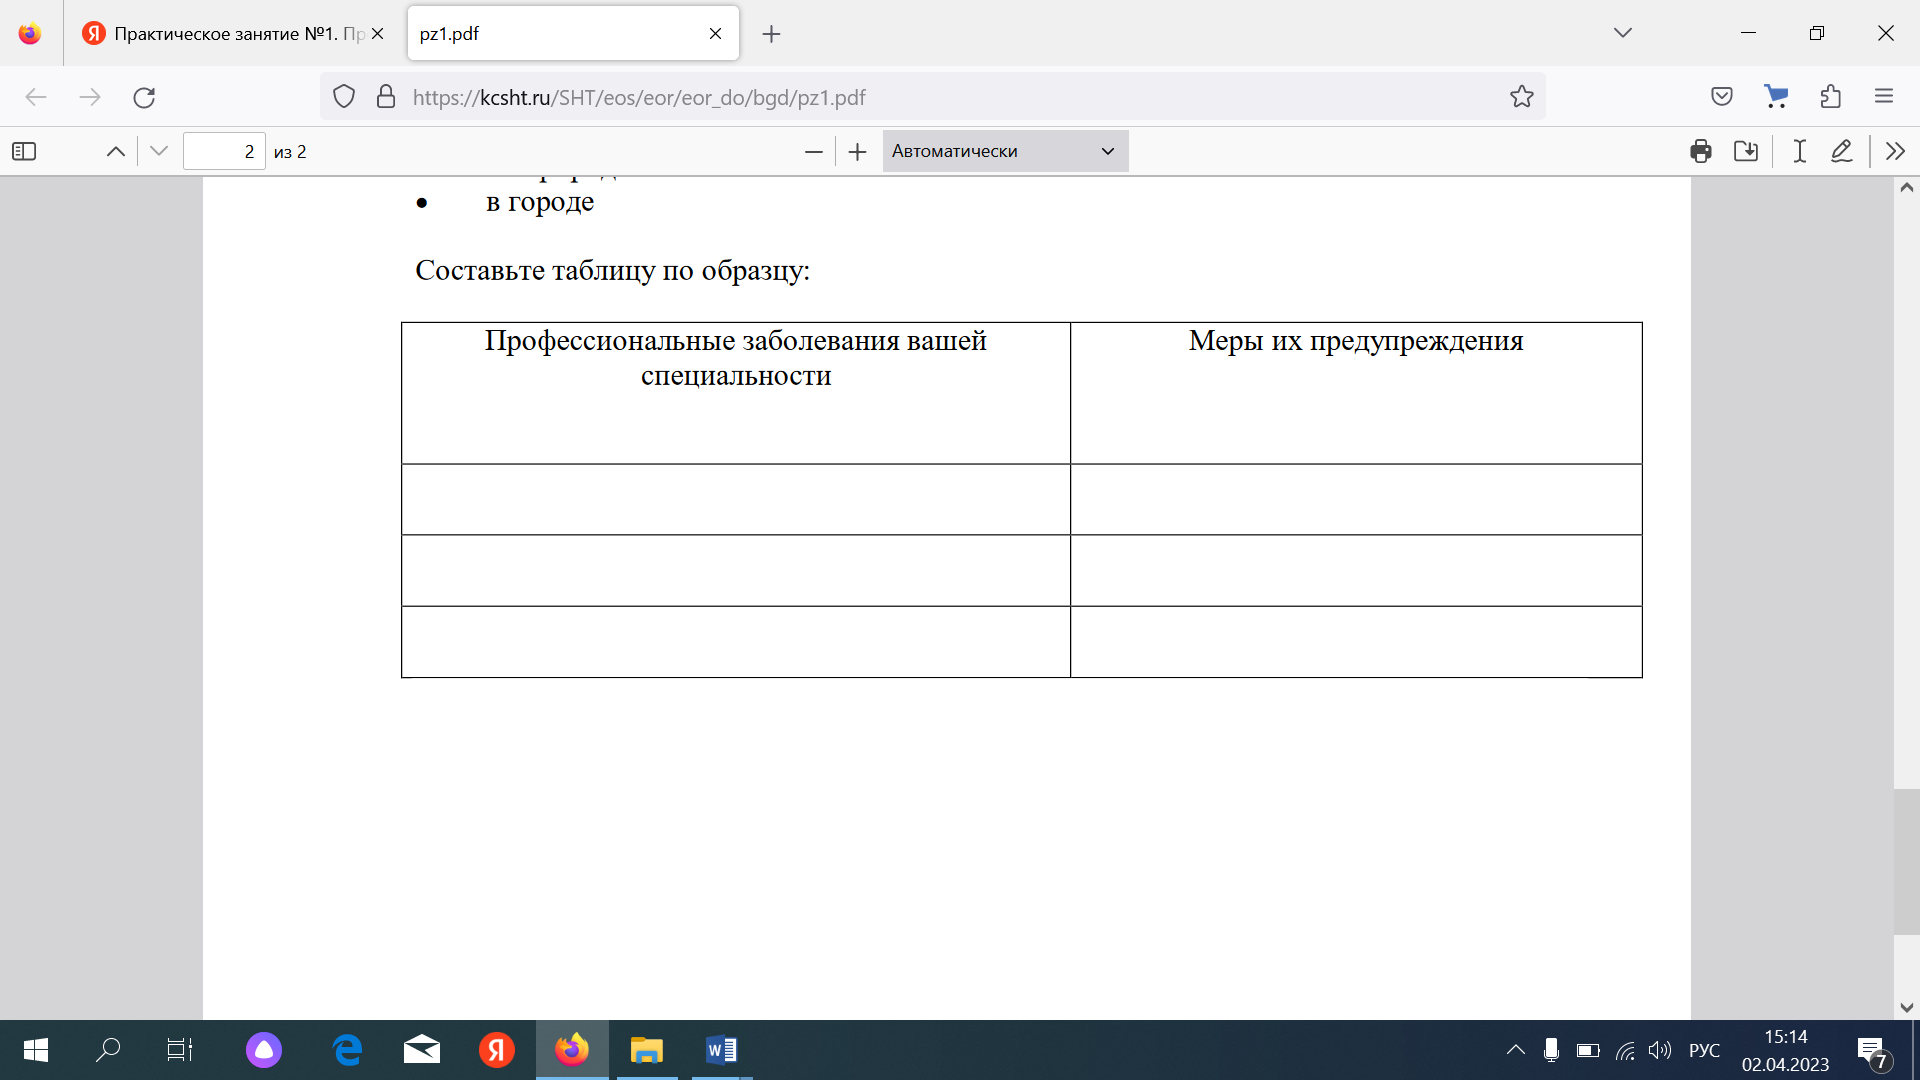 Практическое занятие №1. Пр
pz1.pdf
https://kcsht.ru/SHT/eos/eor/eor_do/bgd/pz1.pdf
2 из 2
Автоматически
• в городе
Составьте таблицу по образцу:
Профессиональные заболевания вашей специальности
Меры их предупреждения
15:14
РУС
02.04.2023
7